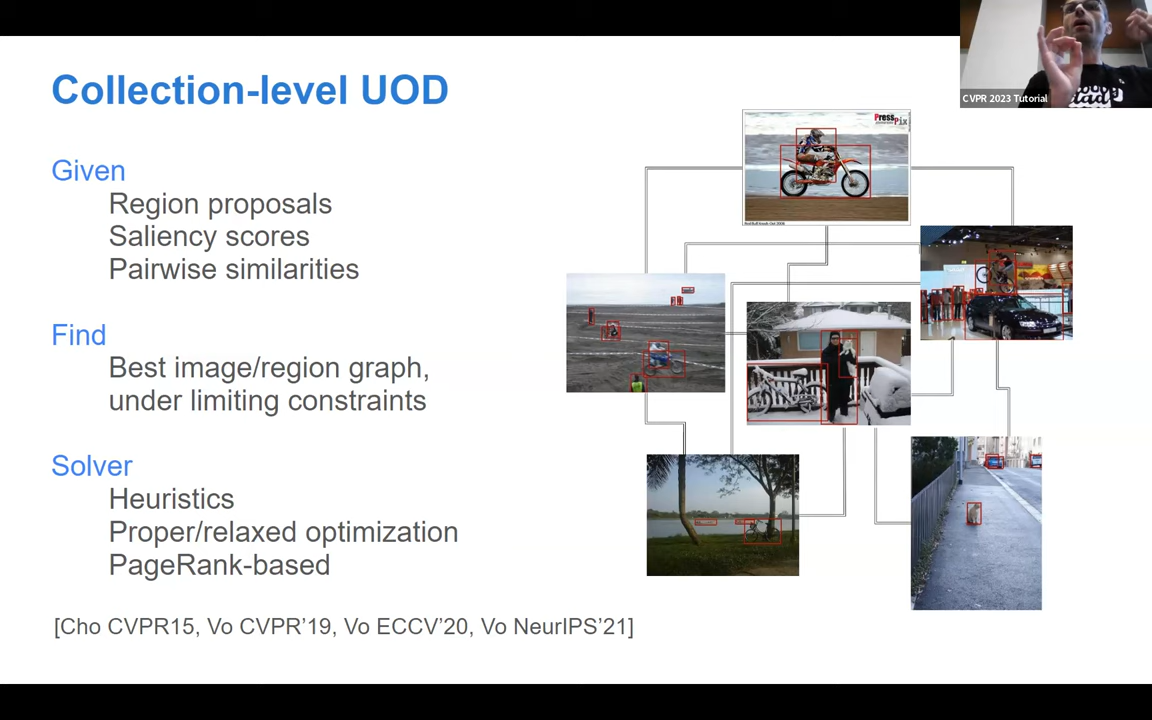 Collection-level UOD
Given
Region proposals
Saliency scores
Pairwise similarities
Find
Best image/region graph,
under limiting constraints
Solver
Heuristics
Proper/relaxed optimization
PageRank-based
[Cho CVPR15, Vo CVPR'19, Vo ECCV'20, Vo NeurIPS'21]
PressPix
CVPR 2023 Tutorial